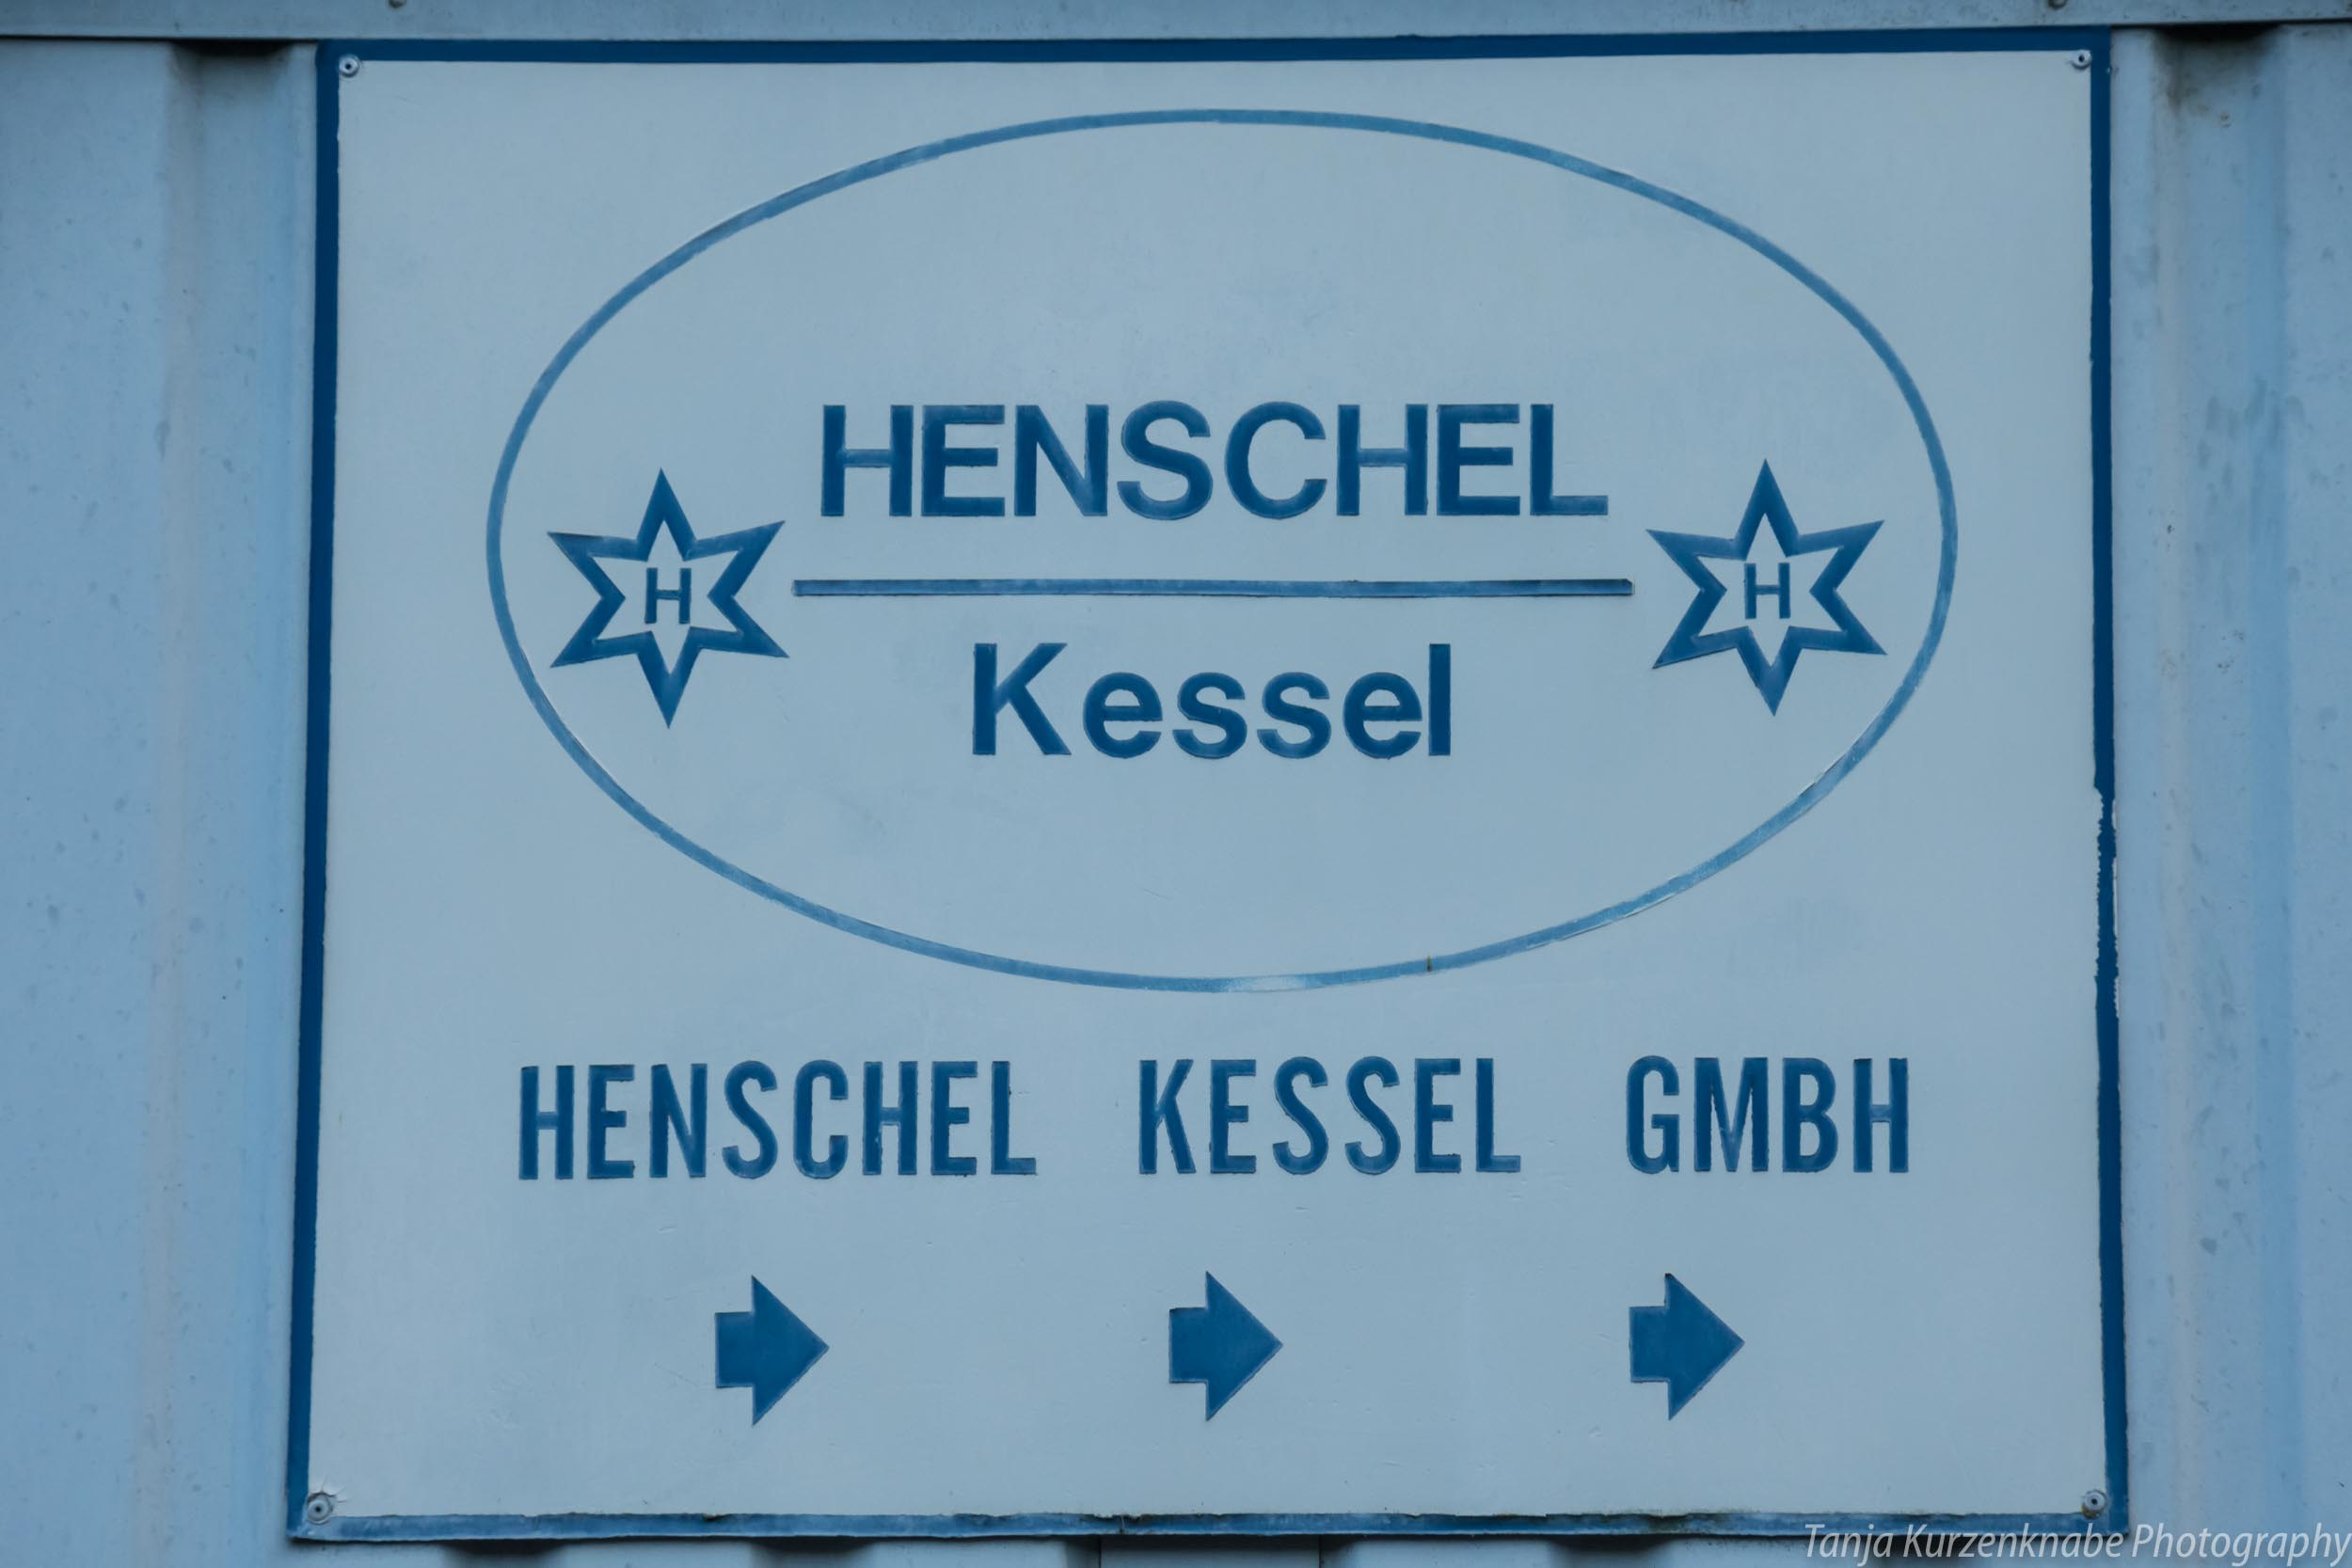 HENSCHEL
H H
Kessel
HENSCHEL KESSEL GMBH
Tanja Kurzenknabe Photography